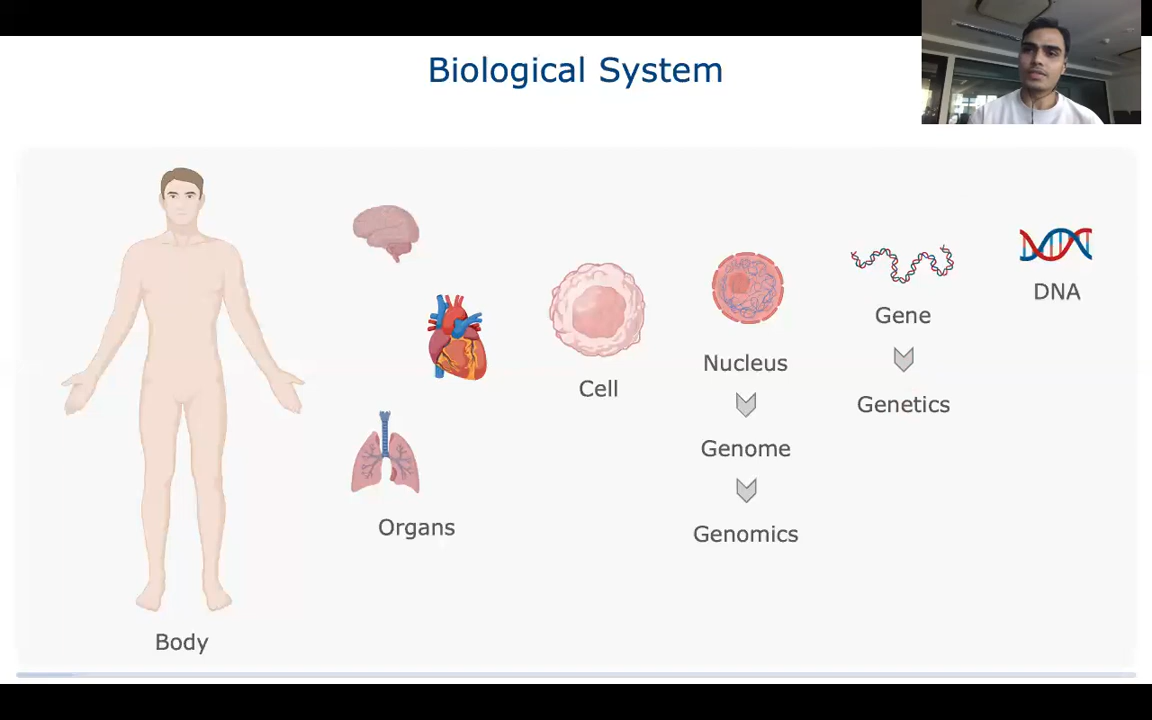 Biological System
Body
Organs
Cell
Nucleus
Genome
Genomics
Gene
Genetics
DNA